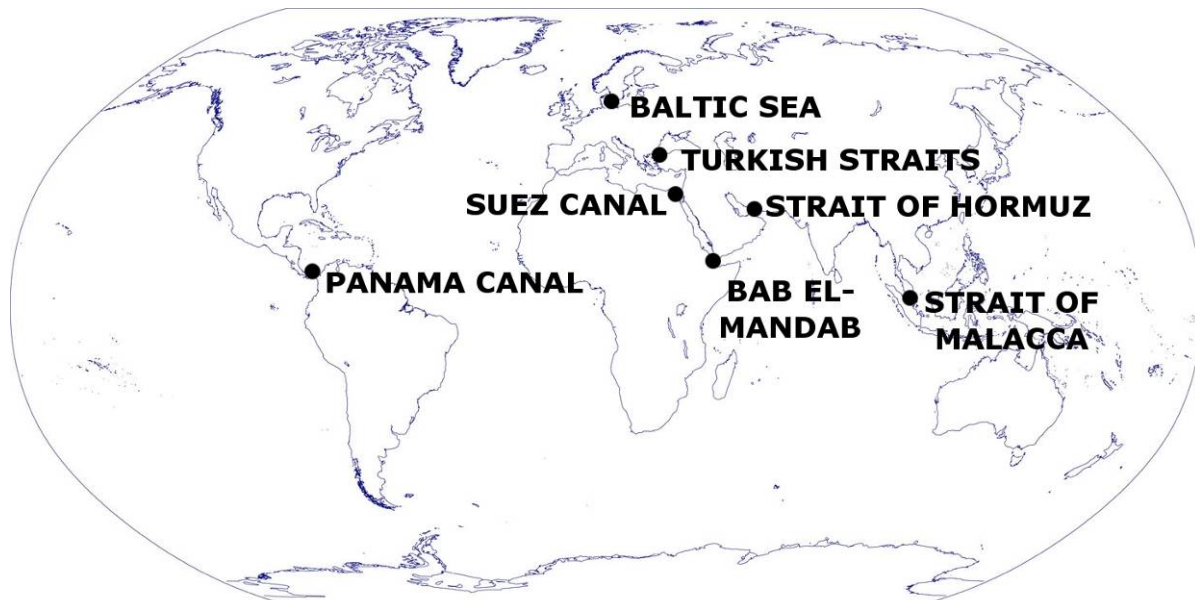 BALTIC SEA
TURKISH STRAITS
SUEZ CANAL
STRAIT OF HORMUZ
PANAMA CANAL
BAB EL-
MANDAB
STRAIT OF
MALACCA